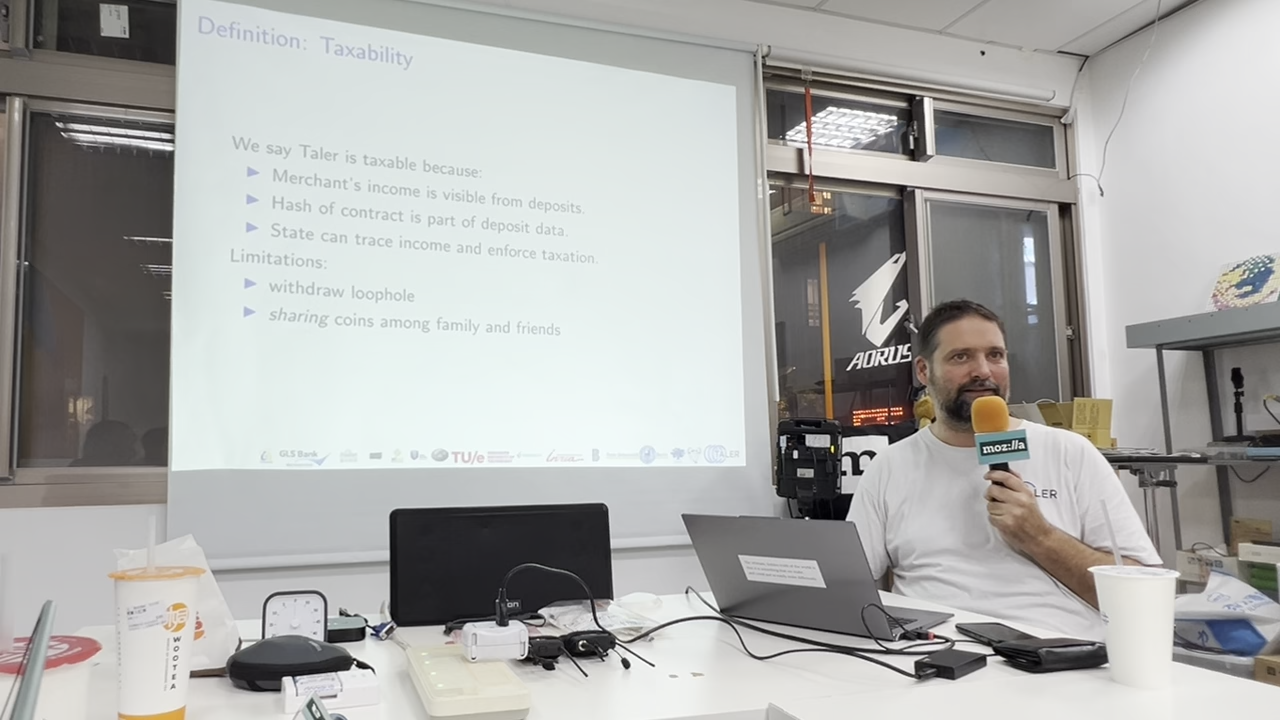 Definition: Taxability
We say Taler is taxable because:
Merchant's income is visible from deposits.
Hash of contract is part of deposit data.
State can trace income and enforce taxation.
Limitations:
withdraw loophole
sharing coins among family and friends
GLS Bank
TU/e
AORUS
moz://a
LER
m
WOOTEA